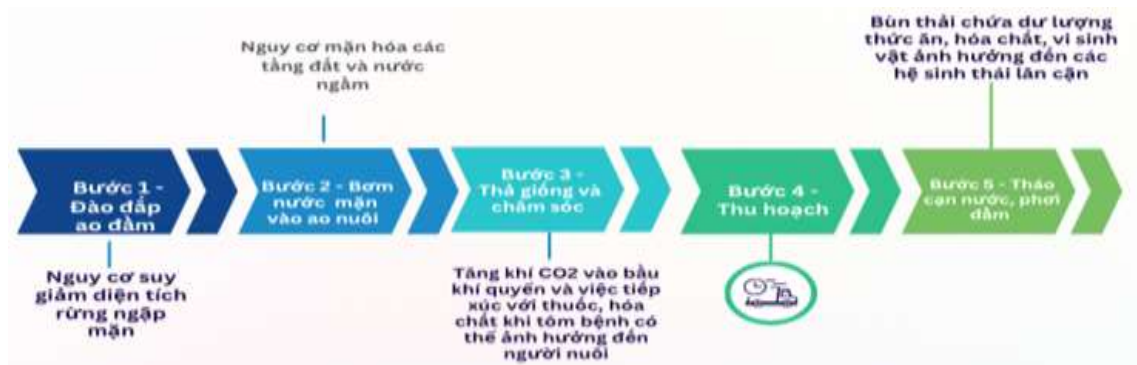 Nguy cơ mặn hóa các
tầng đất và nước
ngầm
Bùn thải chứa dư lượng
thức ăn, hóa chất, vi sinh
vật ảnh hưởng đến các
hệ sinh thái lân cận
Bước 1 -
Đào đắp
ao đầm
Bước 2 - Bơm
nước mặn
vào ao nuôi
Bước 3 -
Thả giống và
chăm sóc
Bước 4 -
Thu hoạch
Bước 5 - Tháo
cạn nước, phơi
đầm
Nguy cơ suy
giảm diện tích
rừng ngập
mặn
Tăng khí CO2 vào bầu
khí quyển và việc tiếp
xúc với thuốc, hóa
chất khi tôm bệnh có
thể ảnh hưởng đến
người nuôi